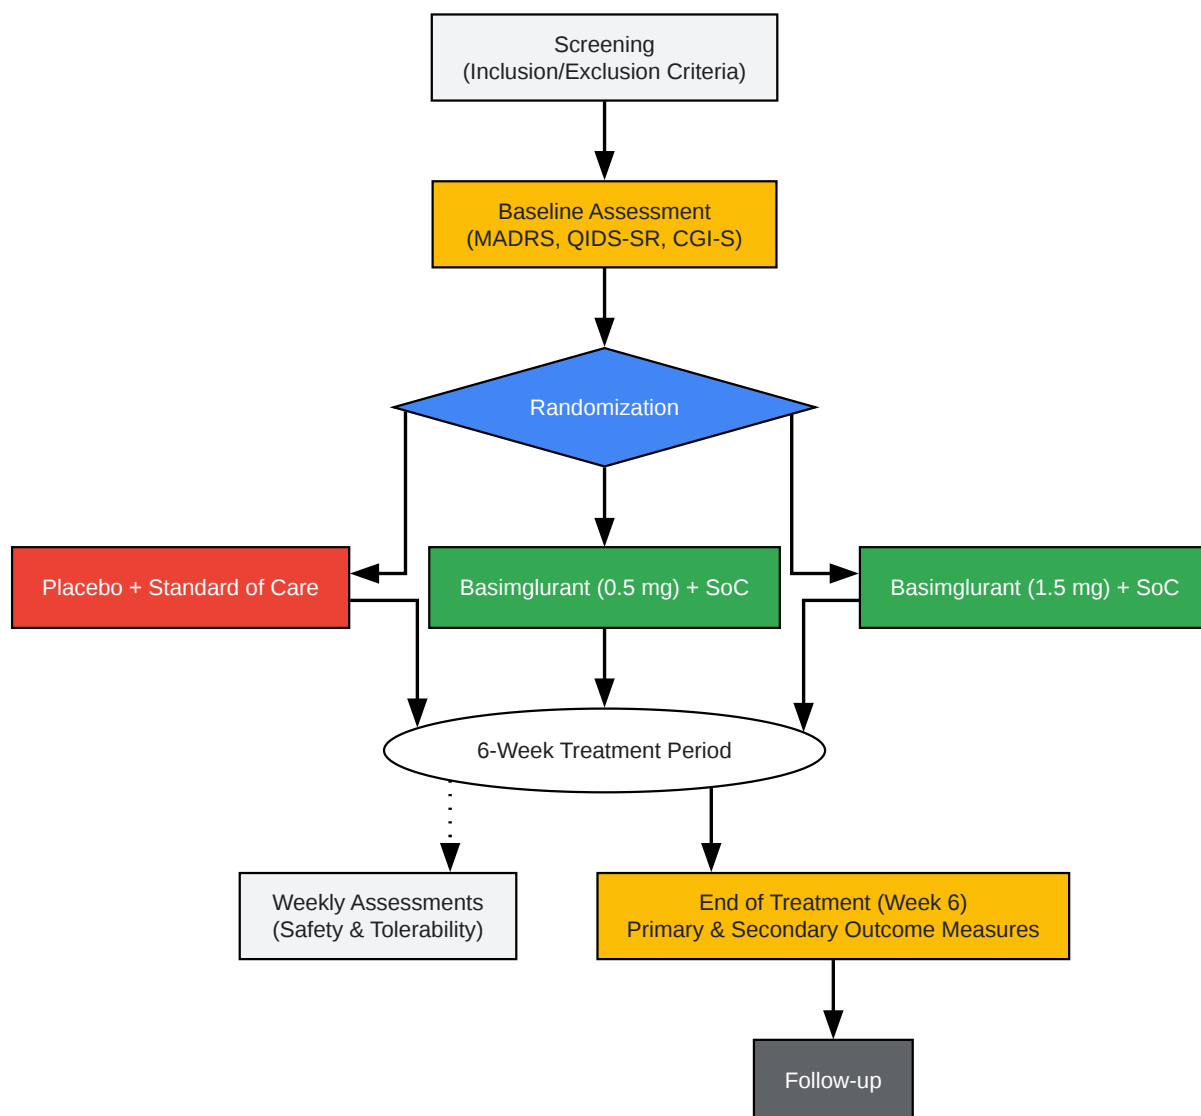 Screening
(Inclusion/Exclusion Criteria)
Baseline Assessment
(MADRS, QIDS-SR, CGI-S)
Randomization
Placebo + Standard of Care
Basimglurant (0.5 mg) + SoC
Basimglurant (1.5 mg) + SoC
6-Week Treatment Period
Weekly Assessments
(Safety & Tolerability)
End of Treatment (Week 6)
Primary & Secondary Outcome Measures
Follow-up